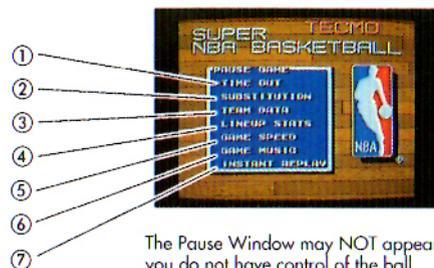 TECMO
SUPER
NBA BASKETBALL
PAUSE GAME
① TIME OUT
② SUBSTITUTION
③ TEAM DATA
④ LINEUP STATS
⑤ GAME SPEED
⑥ GAME MUSIC
⑦ INSTANT REPLAY
NBA
®
The Pause Window may NOT appea
you do not have control of the ball